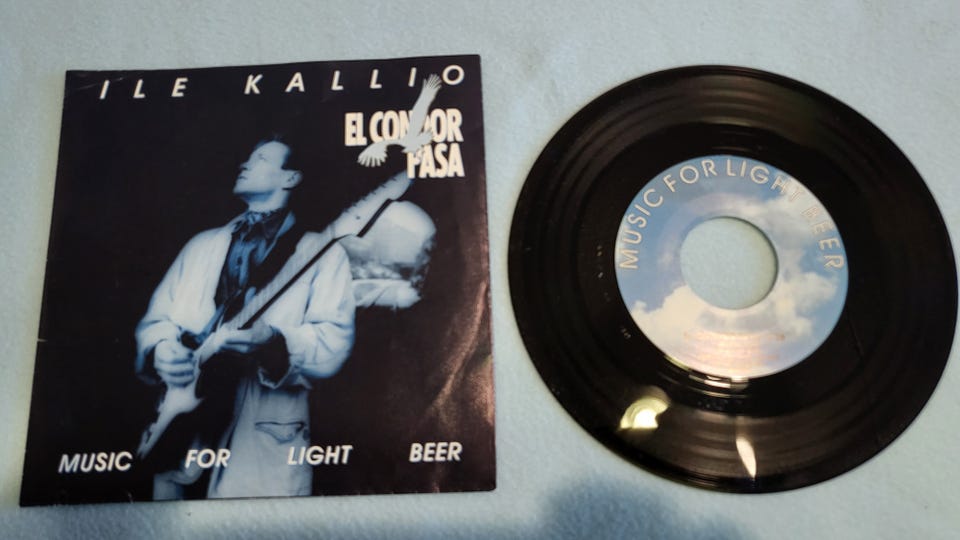 ILE KALLIO
EL CONDOR
PASA
MUSIC FOR LIGHT BEER
MUSIC FOR LIGHT BEER